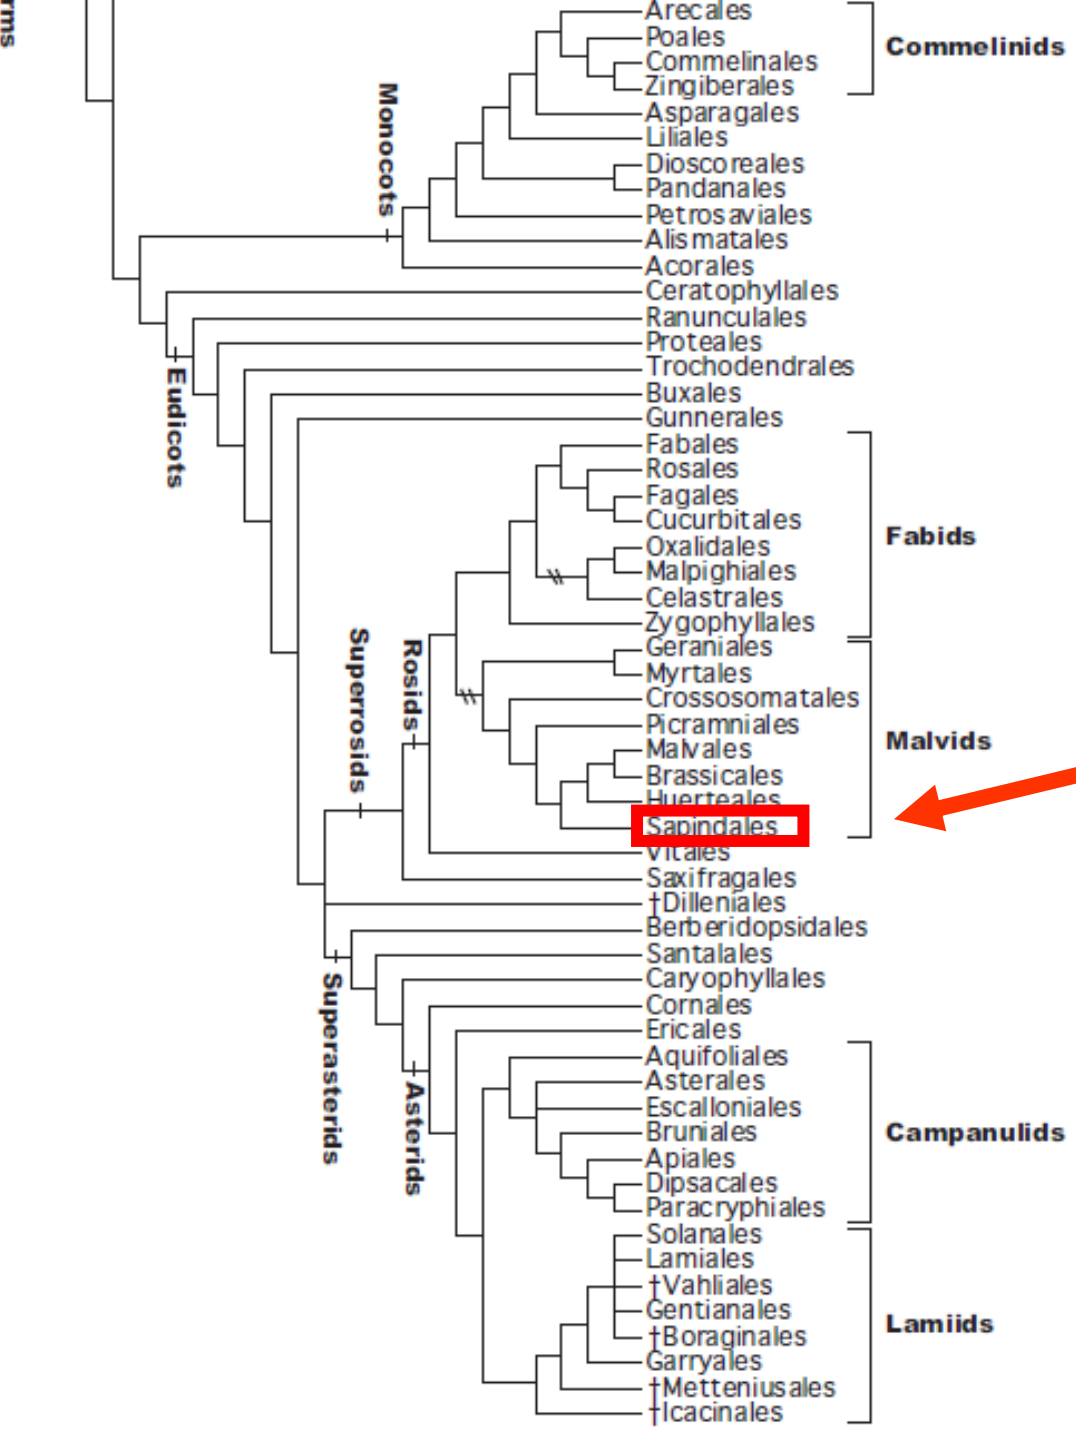 rms
Arecales
Poales
Commelinales
Zingiberales
Commelinids
Asparagales
Liliales
Dioscoreales
Pandanales
Petrosaviales
Alismatales
Acorales
Monocots
Ceratophyllales
Ranunculales
Proteales
Trochodendrales
Buxales
Gunnerales
Eudicots
Fabales
Rosales
Fagales
Cucurbitales
Oxalidales
Malpighiales
Celastrales
Zygophyllales
Fabids
Geraniales
Myrtales
Crossosomatales
Picramniales
Malvales
Brassicales
Huerteales
Sapindales
Malvids
Vitales
Rosids
Saxifragales
Superrosids
†Dilleniales
Berberidopsidales
Santalales
Caryophyllales
Cornales
Ericales
Superasterids
Asterids
Aquifoliales
Asterales
Escalloniales
Bruniales
Apiales
Dipsacales
Paracryphiales
Campanulids
Solanales
Lamiales
†Vahliales
Gentianales
†Boraginales
Garryales
†Metteniusales
†Icacinales
Lamiids